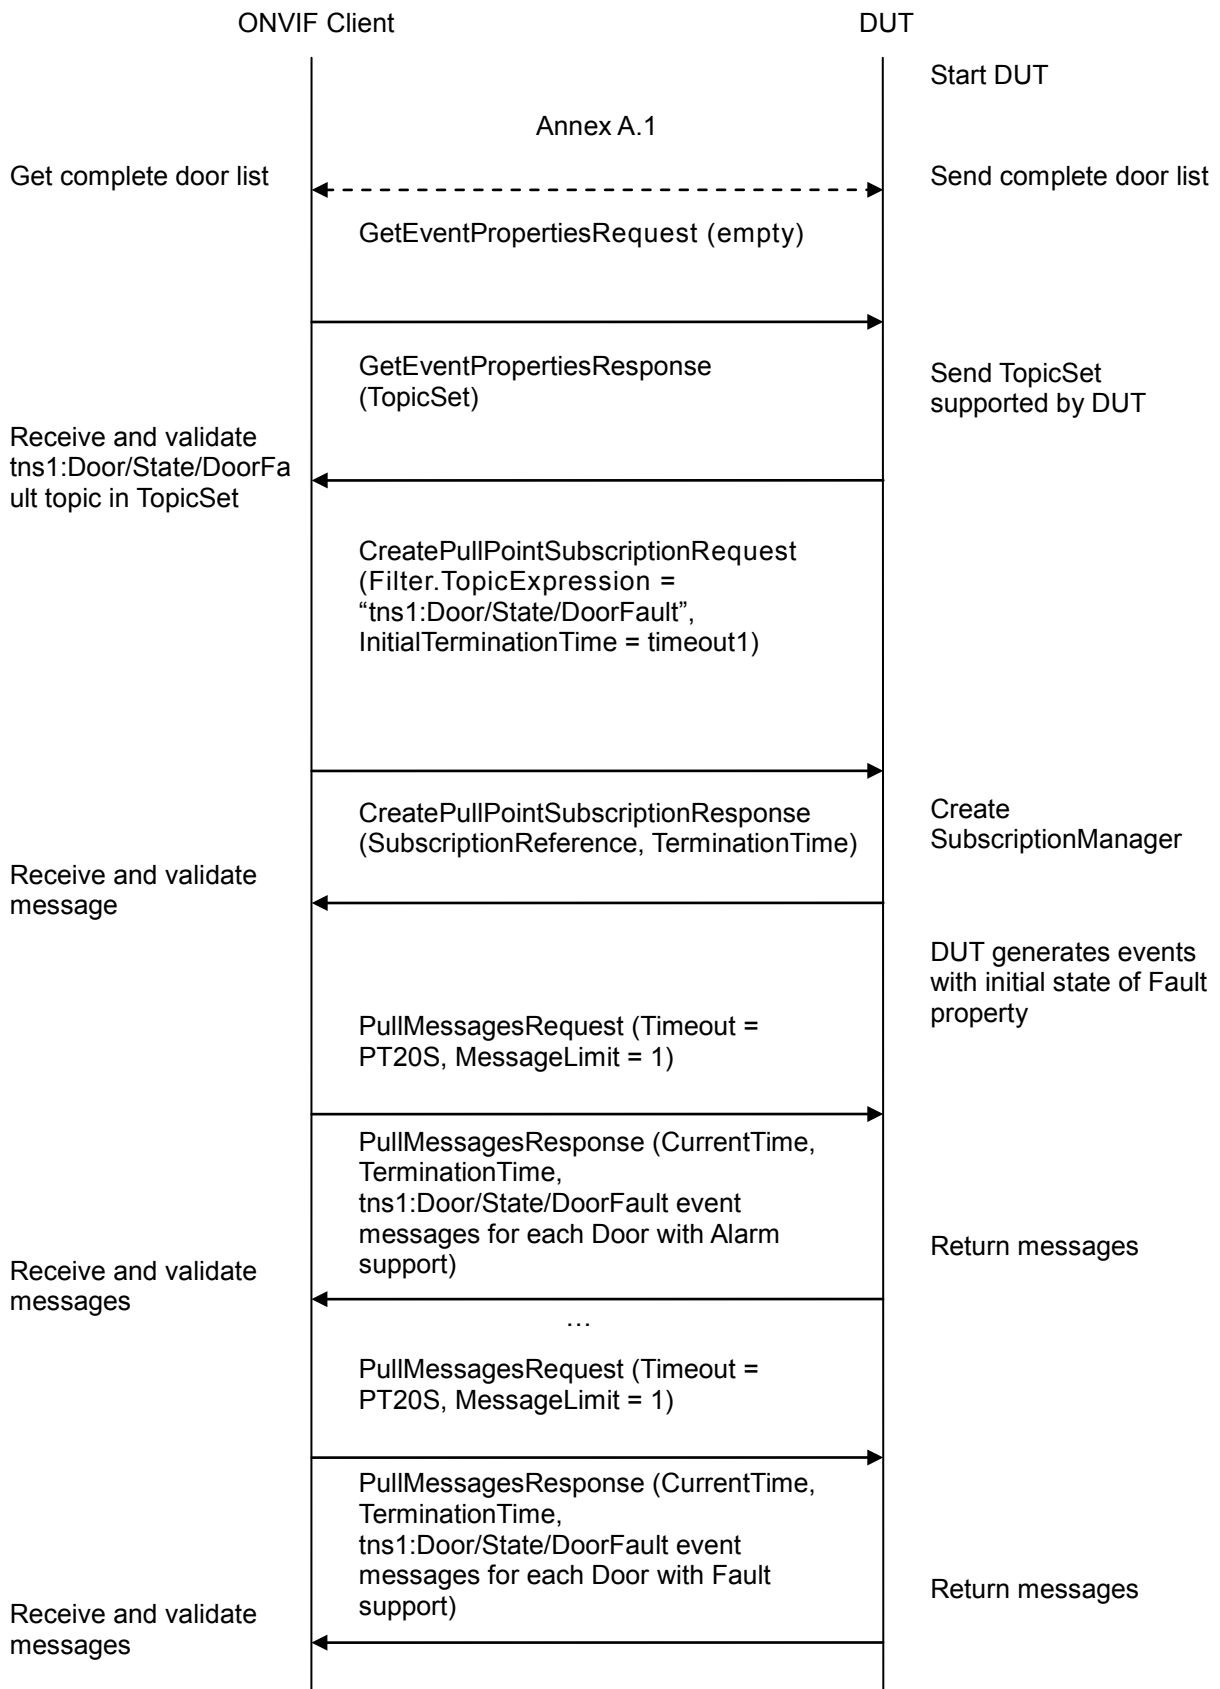 ONVIF Client
DUT
Start DUT
Annex A.1
Get complete door list
Send complete door list
GetEventPropertiesRequest (empty)
GetEventPropertiesResponse
(TopicSet)
Send TopicSet
supported by DUT
Receive and validate
tns1:Door/State/DoorFa
ult topic in TopicSet
CreatePullPointSubscriptionRequest
(Filter.TopicExpression =
“tns1:Door/State/DoorFault”,
InitialTerminationTime = timeout1)
CreatePullPointSubscriptionResponse
(SubscriptionReference, TerminationTime)
Create
SubscriptionManager
Receive and validate
message
DUT generates events
with initial state of Fault
property
PullMessagesRequest (Timeout =
PT20S, MessageLimit = 1)
PullMessagesResponse (CurrentTime,
TerminationTime,
tns1:Door/State/DoorFault event
messages for each Door with Alarm
support)
Return messages
Receive and validate
messages
…
PullMessagesRequest (Timeout =
PT20S, MessageLimit = 1)
PullMessagesResponse (CurrentTime,
TerminationTime,
tns1:Door/State/DoorFault event
messages for each Door with Fault
support)
Return messages
Receive and validate
messages